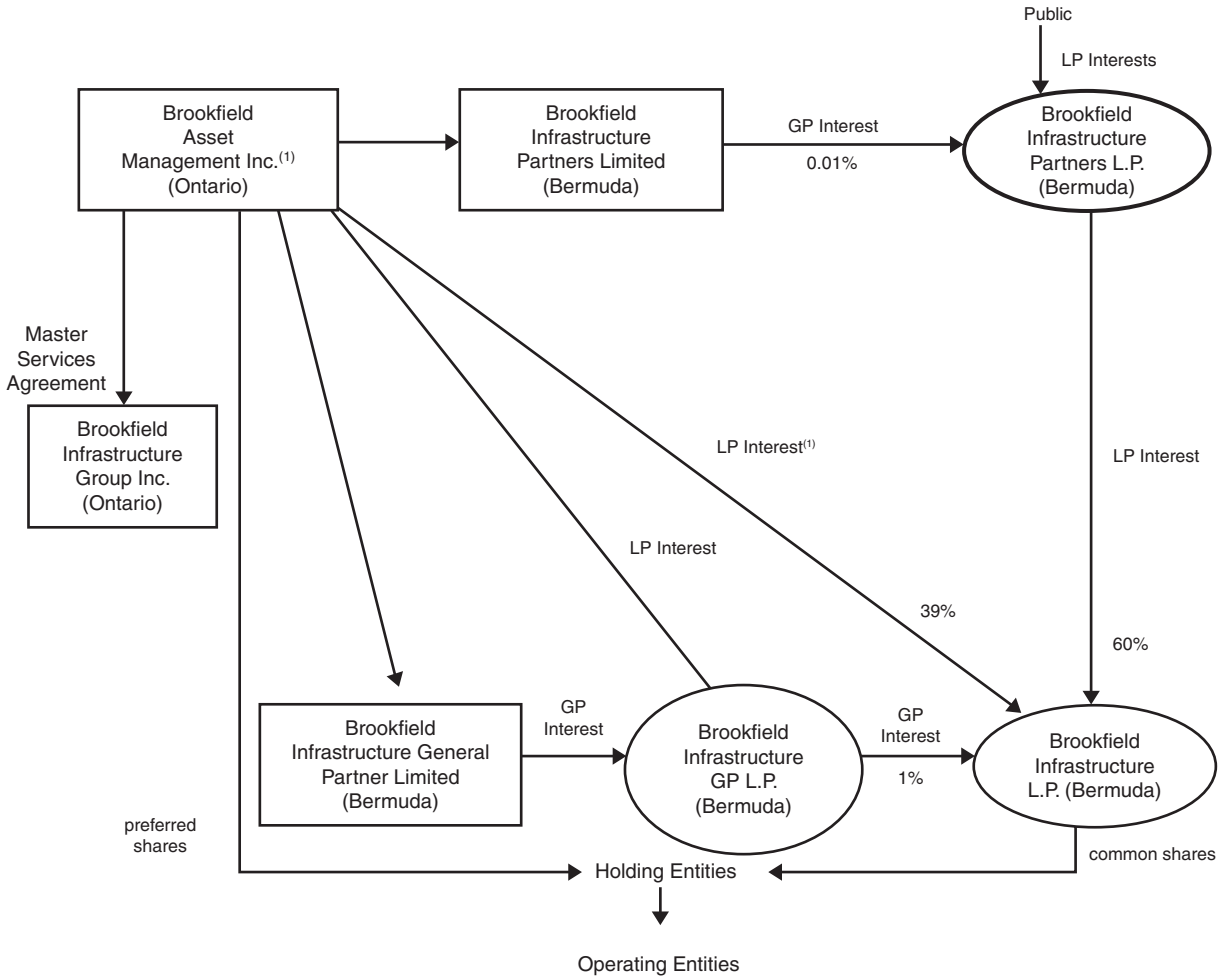 Public
LP Interests
Brookfield
Asset
Management Inc.(1)
(Ontario)
Brookfield
Infrastructure
Partners Limited
(Bermuda)
GP Interest
0.01%
Brookfield
Infrastructure
Partners L.P.
(Bermuda)
Master
Services
Agreement
Brookfield
Infrastructure
Group Inc.
(Ontario)
LP Interest(1)
LP Interest
LP Interest
39%
60%
Brookfield
Infrastructure General
Partner Limited
(Bermuda)
GP
Interest
Brookfield
Infrastructure
GP L.P.
(Bermuda)
GP
Interest
1%
Brookfield
Infrastructure
L.P. (Bermuda)
preferred
shares
common shares
Holding Entities
Operating Entities